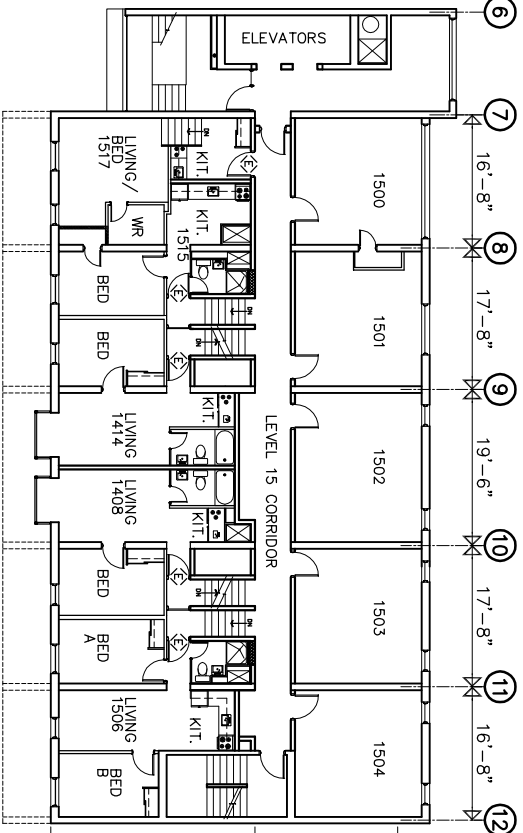 6
7
8
9
10
11
12
16'-8"
17'-8"
19'-6"
17'-8"
16'-8"
ELEVATORS
1500
1501
1502
1503
1504
LEVEL 15 CORRIDOR
LIVING/
BED
1517
KIT.
DN
E
WR
KIT.
1515
BED
BED
E
E
DN
DN
KIT.
LIVING
1414
LIVING
1408
KIT.
BED
BED
A
E
E
DN
DN
LIVING
1506
KIT.
BED
B